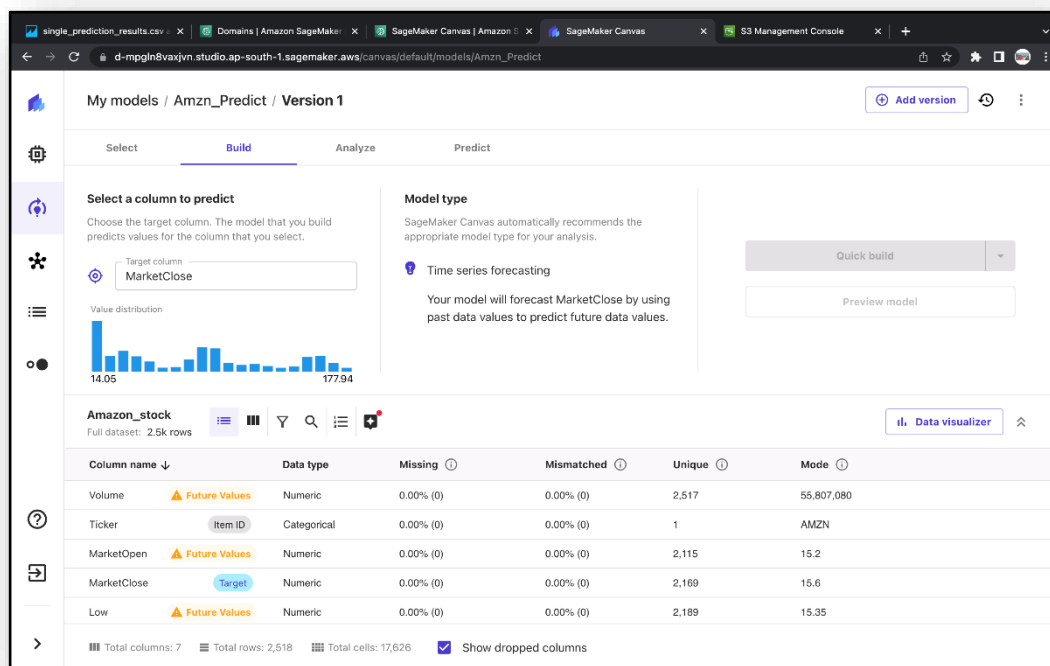 single_prediction_results.csv
Domains | Amazon SageMaker
SageMaker Canvas | Amazon S
SageMaker Canvas
S3 Management Console
d-mpgln8vaxjvn.studio.ap-south-1.sagemaker.aws/canvas/default/models/Amzn_Predict
My models / Amzn_Predict / Version 1
Add version
Select Build Analyze Predict
Select a column to predict
Choose the target column. The model that you build
predicts values for the column that you select.
Target column
MarketClose
Value distribution
14.05 177.94
Model type
SageMaker Canvas automatically recommends the
appropriate model type for your analysis.
Time series forecasting
Your model will forecast MarketClose by using
past data values to predict future data values.
Quick build
Preview model
Amazon_stock
Full dataset: 2.5k rows
Data visualizer
Column name Data type Missing Mismatched Unique Mode
Volume Future Values Numeric 0.00% (0) 0.00% (0) 2,517 55,807,080
Ticker Item ID Categorical 0.00% (0) 0.00% (0) 1 AMZN
MarketOpen Future Values Numeric 0.00% (0) 0.00% (0) 2,115 15.2
MarketClose Target Numeric 0.00% (0) 0.00% (0) 2,169 15.6
Low Future Values Numeric 0.00% (0) 0.00% (0) 2,189 15.35
Total columns: 7 Total rows: 2,518 Total cells: 17,626 Show dropped columns